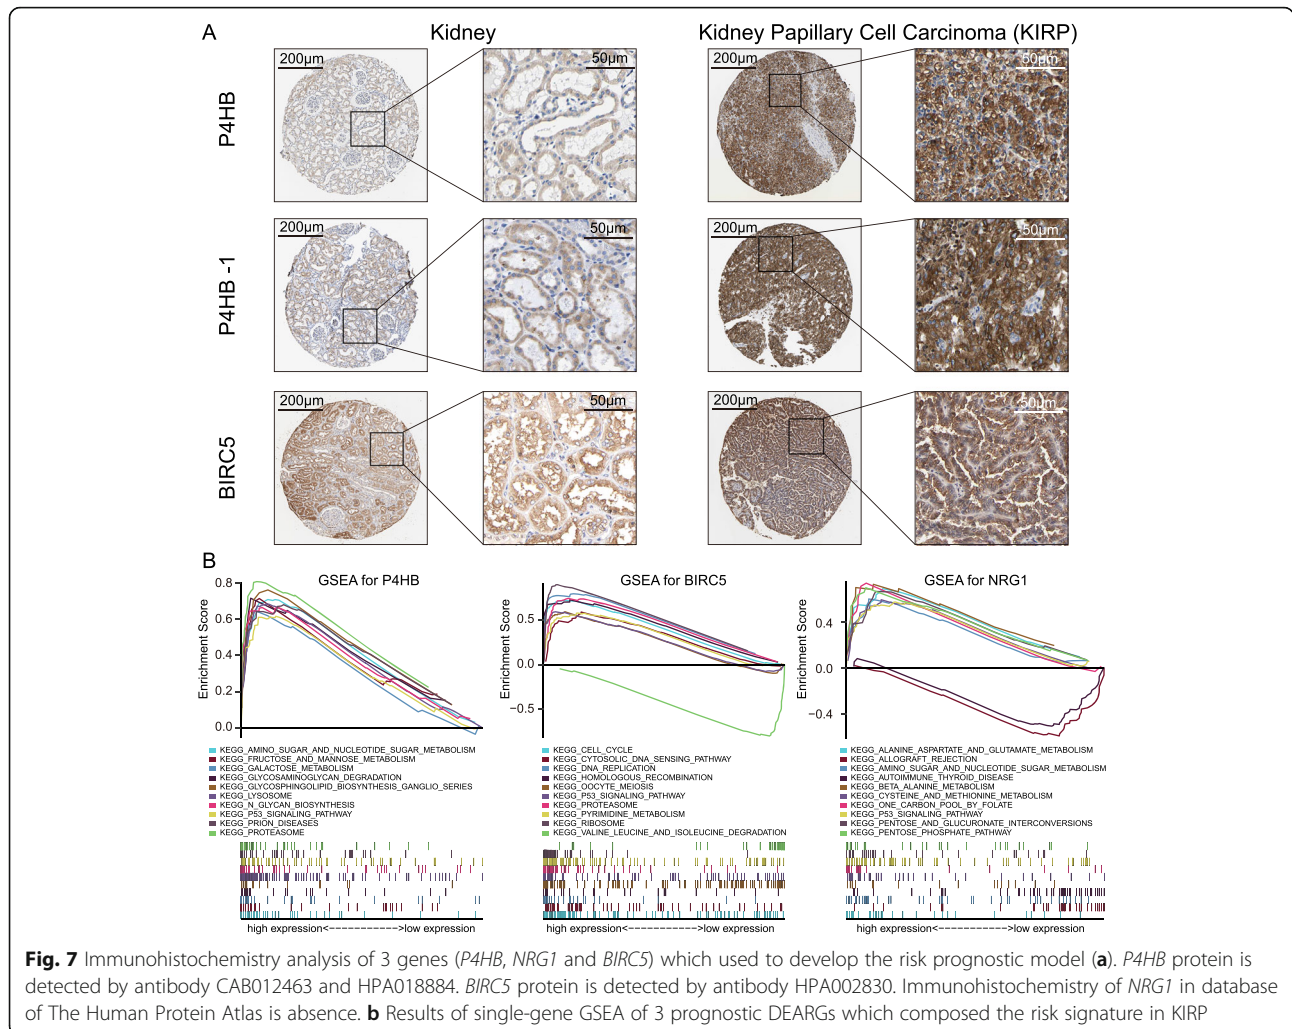 A
Kidney
Kidney Papillary Cell Carcinoma (KIRP)
P4HB
200μm
50μm
200μm
50μm
P4HB -1
200μm
50μm
200μm
50μm
BIRC5
200μm
50μm
200μm
50μm
B
GSEA for P4HB
Enrichment Score
0.8
0.6
0.4
0.2
0.0
KEGG_AMINO_SUGAR_AND_NUCLEOTIDE_SUGAR_METABOLISM
KEGG_FRUCTOSE_AND_MANNOSE_METABOLISM
KEGG_GALACTOSE_METABOLISM
KEGG_GLYCOSAMINOGLYCAN_DEGRADATION
KEGG_GLYCOSPHINGOLIPID_BIOSYNTHESIS_GANGLIO_SERIES
KEGG_LYSOSOME
KEGG_N_GLYCAN_BIOSYNTHESIS
KEGG_P53_SIGNALING_PATHWAY
KEGG_PRION_DISEASES
KEGG_PROTEASOME
high expression<------------>low expression
GSEA for BIRC5
Enrichment Score
0.5
0.0
−0.5
KEGG_CELL_CYCLE
KEGG_CYTOSOLIC_DNA_SENSING_PATHWAY
KEGG_DNA_REPLICATION
KEGG_HOMOLOGOUS_RECOMBINATION
KEGG_OOCYTE_MEIOSIS
KEGG_P53_SIGNALING_PATHWAY
KEGG_PROTEASOME
KEGG_PYRIMIDINE_METABOLISM
KEGG_RIBOSOME
KEGG_VALINE_LEUCINE_AND_ISOLEUCINE_DEGRADATION
high expression<------------>low expression
GSEA for NRG1
Enrichment Score
0.4
0.0
−0.4
KEGG_ALANINE_ASPARTATE_AND_GLUTAMATE_METABOLISM
KEGG_ALLOGRAFT_REJECTION
KEGG_AMINO_SUGAR_AND_NUCLEOTIDE_SUGAR_METABOLISM
KEGG_AUTOIMMUNE_THYROID_DISEASE
KEGG_BETA_ALANINE_METABOLISM
KEGG_CYSTEINE_AND_METHIONINE_METABOLISM
KEGG_ONE_CARBON_POOL_BY_FOLATE
KEGG_P53_SIGNALING_PATHWAY
KEGG_PENTOSE_AND_GLUCURONATE_INTERCONVERSIONS
KEGG_PENTOSE_PHOSPHATE_PATHWAY
high expression<------------>low expression
Fig. 7 Immunohistochemistry analysis of 3 genes (P4HB, NRG1 and BIRC5) which used to develop the risk prognostic model (a). P4HB protein is
detected by antibody CAB012463 and HPA018884. BIRC5 protein is detected by antibody HPA002830. Immunohistochemistry of NRG1 in database
of The Human Protein Atlas is absence. b Results of single-gene GSEA of 3 prognostic DEARGs which composed the risk signature in KIRP